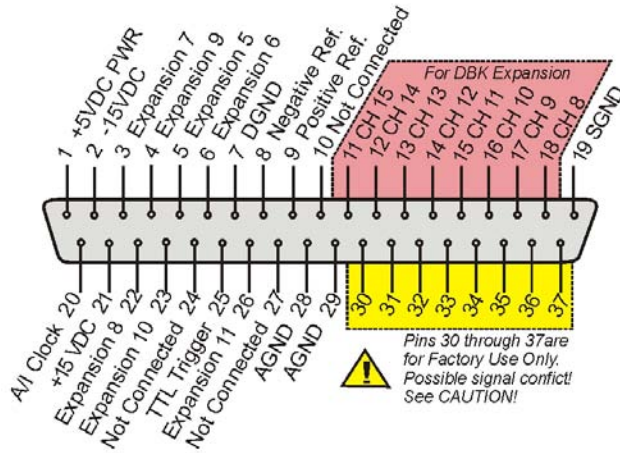 For DBK Expansion
1 +5VDC PWR
2 -15VDC
3 Expansion 7
4 Expansion 9
5 Expansion 5
6 Expansion 6
7 DGND
8 Negative Ref.
9 Positive Ref.
10 Not Connected
11 CH 15
12 CH 14
13 CH 13
14 CH 12
15 CH 11
16 CH 10
17 CH 9
18 CH 8
19 SGND
A/I Clock 20
+15 VDC 21
Expansion 8 22
Expansion 10 23
Not Connected 24
TTL Trigger 25
Expansion 11 26
Not Connected 27
AGND 28
AGND 29
30
31
32
33
34
35
36
37
!
Pins 30 through 37are
for Factory Use Only.
Possible signal confict!
See CAUTION!